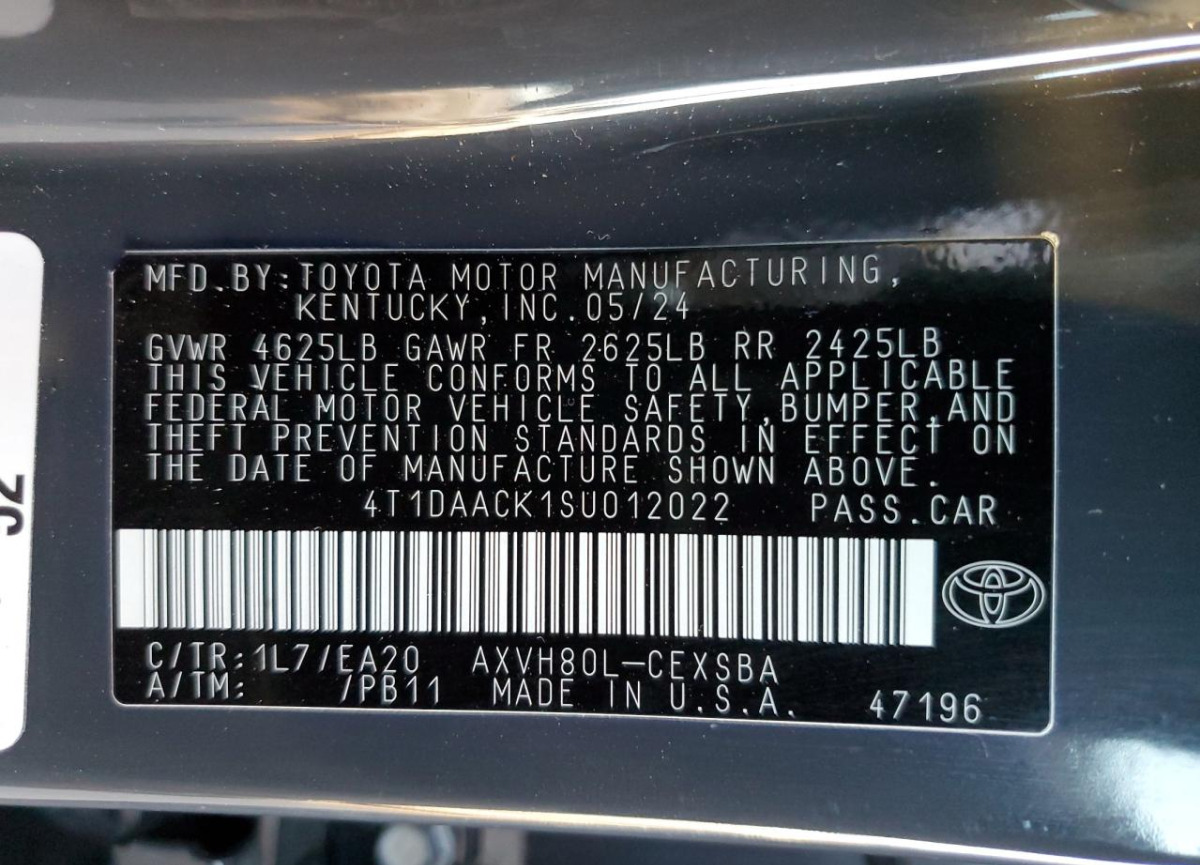 MFD.BY:TOYOTA MOTOR MANUFACTURING,
KENTUCKY, INC.05/24
GVWR 4625LB GAWR FR 2625LB RR 2425LB
THIS VEHICLE CONFORMS TO ALL APPLICABLE
FEDERAL MOTOR VEHICLE SAFETY,BUMPER,AND
THEFT PREVENTION STANDARDS IN EFFECT ON
THE DATE OF MANUFACTURE SHOWN ABOVE.
4T1DAACK1SU012022 PASS.CAR
C/TR:1L7/EA20 AXVH80L-CEXSBA
A/TM: /PB11 MADE IN U.S.A. 47196